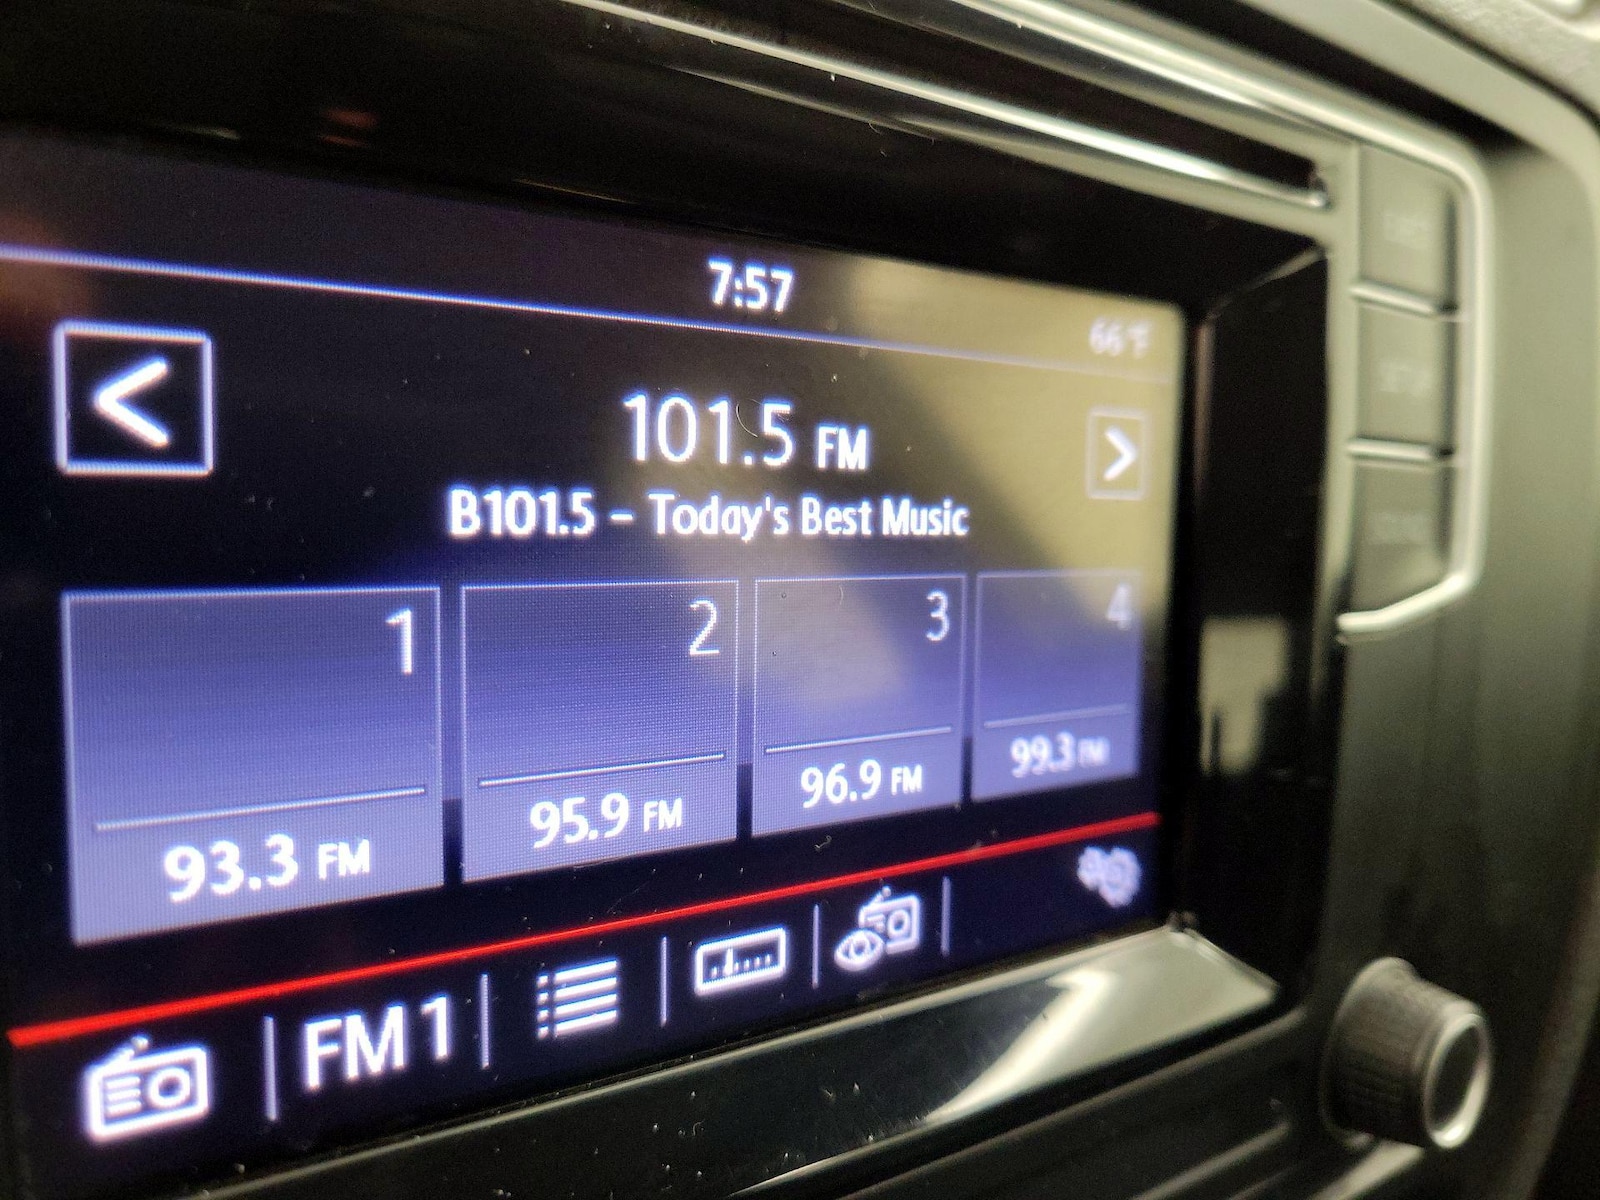 7:57
66°F
<
101.5 FM
>
B101.5 – Today's Best Music
1
2
3
4
93.3 FM
95.9 FM
96.9 FM
99.3 FM
FM 1